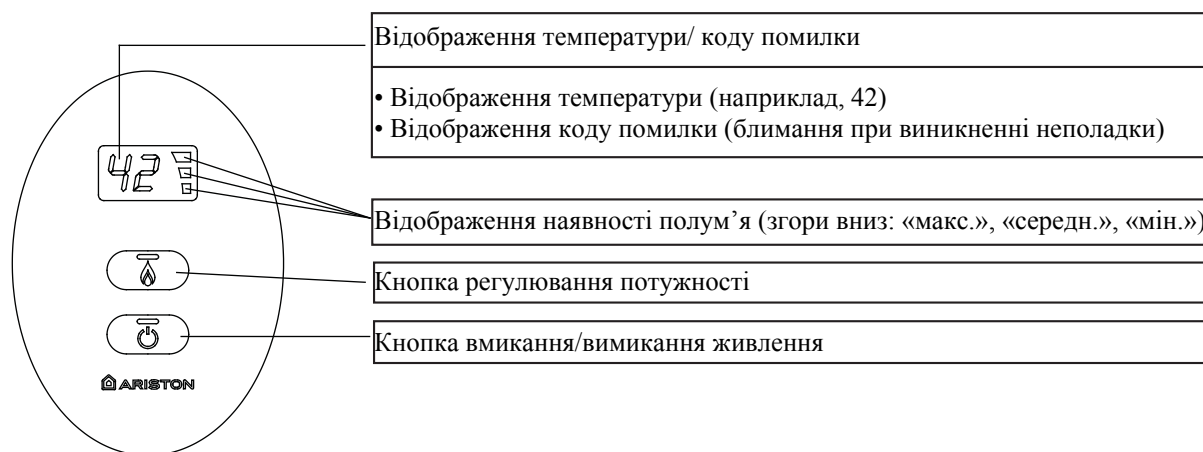 Відображення температури/ коду помилки
• Відображення температури (наприклад, 42)
• Відображення коду помилки (блимання при виникненні неполадки)
42
Відображення наявності полум’я (згори вниз: «макс.», «середн.», «мін.»)
Кнопка регулювання потужності
Кнопка вмикання/вимикання живлення
ARISTON